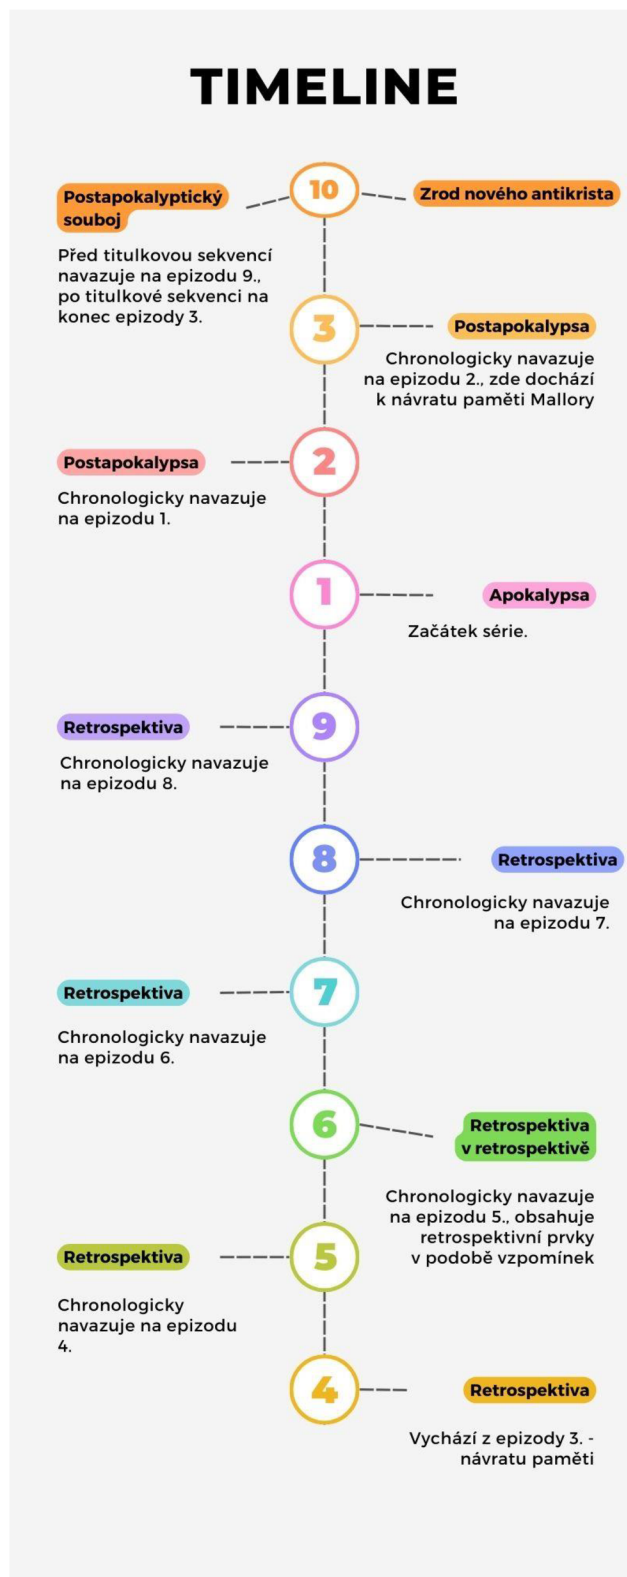 TIMELINE
10
Postapokalyptický
souboj
Zrod nového antikrista
Před titulkovou sekvencí
navazuje na epizodu 9.,
po titulkové sekvenci na
konec epizody 3.
3
Postapokalypsa
Chronologicky navazuje
na epizodu 2., zde dochází
k návratu paměti Mallory
2
Postapokalypsa
Chronologicky navazuje
na epizodu 1.
1
Apokalypsa
Začátek série.
9
Retrospektiva
Chronologicky navazuje
na epizodu 8.
8
Retrospektiva
Chronologicky navazuje
na epizodu 7.
7
Retrospektiva
Chronologicky navazuje
na epizodu 6.
6
Retrospektiva
v retrospektivě
Chronologicky navazuje
na epizodu 5., obsahuje
retrospektivní prvky
v podobě vzpomínek
5
Retrospektiva
Chronologicky
navazuje na epizodu
4.
4
Retrospektiva
Vychází z epizody 3. -
návratu paměti